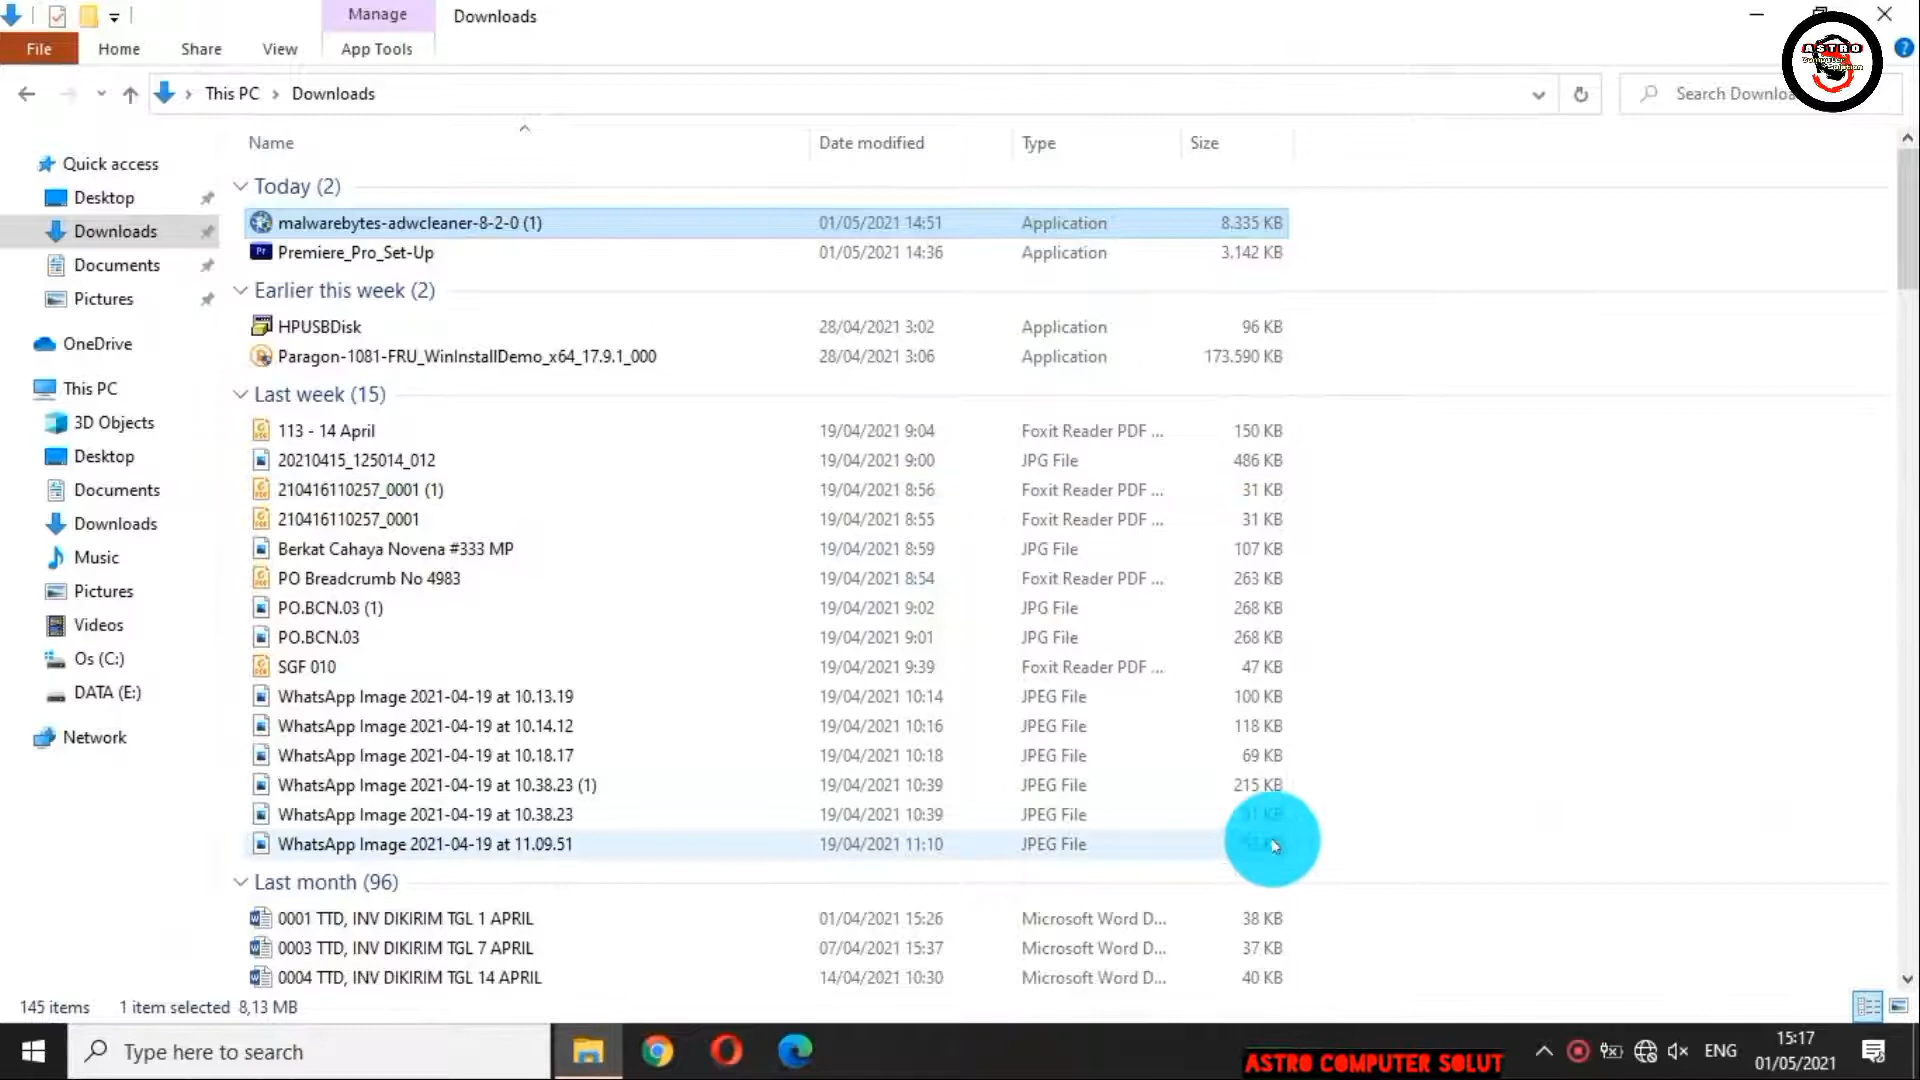 Manage
Downloads
File
Home
Share
View
App Tools
This PC
Downloads
Search Downlo
ASTRO
Computer
Solution
Name
Date modified
Type
Size
Quick access
Desktop
Downloads
Documents
Pictures
OneDrive
This PC
3D Objects
Desktop
Documents
Downloads
Music
Pictures
Videos
Os (C:)
DATA (E:)
Network
Today (2)
malwarebytes-adwcleaner-8-2-0 (1) 01/05/2021 14:51 Application 8.335 KB
Premiere_Pro_Set-Up 01/05/2021 14:36 Application 3.142 KB
Earlier this week (2)
HPUSBDisk 28/04/2021 3:02 Application 96 KB
Paragon-1081-FRU_WinInstallDemo_x64_17.9.1_000 28/04/2021 3:06 Application 173.590 KB
Last week (15)
113 - 14 April 19/04/2021 9:04 Foxit Reader PDF ... 150 KB
20210415_125014_012 19/04/2021 9:00 JPG File 486 KB
210416110257_0001 (1) 19/04/2021 8:56 Foxit Reader PDF ... 31 KB
210416110257_0001 19/04/2021 8:55 Foxit Reader PDF ... 31 KB
Berkat Cahaya Novena #333 MP 19/04/2021 8:59 JPG File 107 KB
PO Breadcrumb No 4983 19/04/2021 8:54 Foxit Reader PDF ... 263 KB
PO.BCN.03 (1) 19/04/2021 9:02 JPG File 268 KB
PO.BCN.03 19/04/2021 9:01 JPG File 268 KB
SGF 010 19/04/2021 9:39 Foxit Reader PDF ... 47 KB
WhatsApp Image 2021-04-19 at 10.13.19 19/04/2021 10:14 JPEG File 100 KB
WhatsApp Image 2021-04-19 at 10.14.12 19/04/2021 10:16 JPEG File 118 KB
WhatsApp Image 2021-04-19 at 10.18.17 19/04/2021 10:18 JPEG File 69 KB
WhatsApp Image 2021-04-19 at 10.38.23 (1) 19/04/2021 10:39 JPEG File 215 KB
WhatsApp Image 2021-04-19 at 10.38.23 19/04/2021 10:39 JPEG File KB
WhatsApp Image 2021-04-19 at 11.09.51 19/04/2021 11:10 JPEG File
Last month (96)
0001 TTD, INV DIKIRIM TGL 1 APRIL 01/04/2021 15:26 Microsoft Word D... 38 KB
0003 TTD, INV DIKIRIM TGL 7 APRIL 07/04/2021 15:37 Microsoft Word D... 37 KB
0004 TTD, INV DIKIRIM TGL 14 APRIL 14/04/2021 10:30 Microsoft Word D... 40 KB
145 items 1 item selected 8,13 MB
Type here to search
ASTRO COMPUTER SOLUT
ENG
15:17
01/05/2021